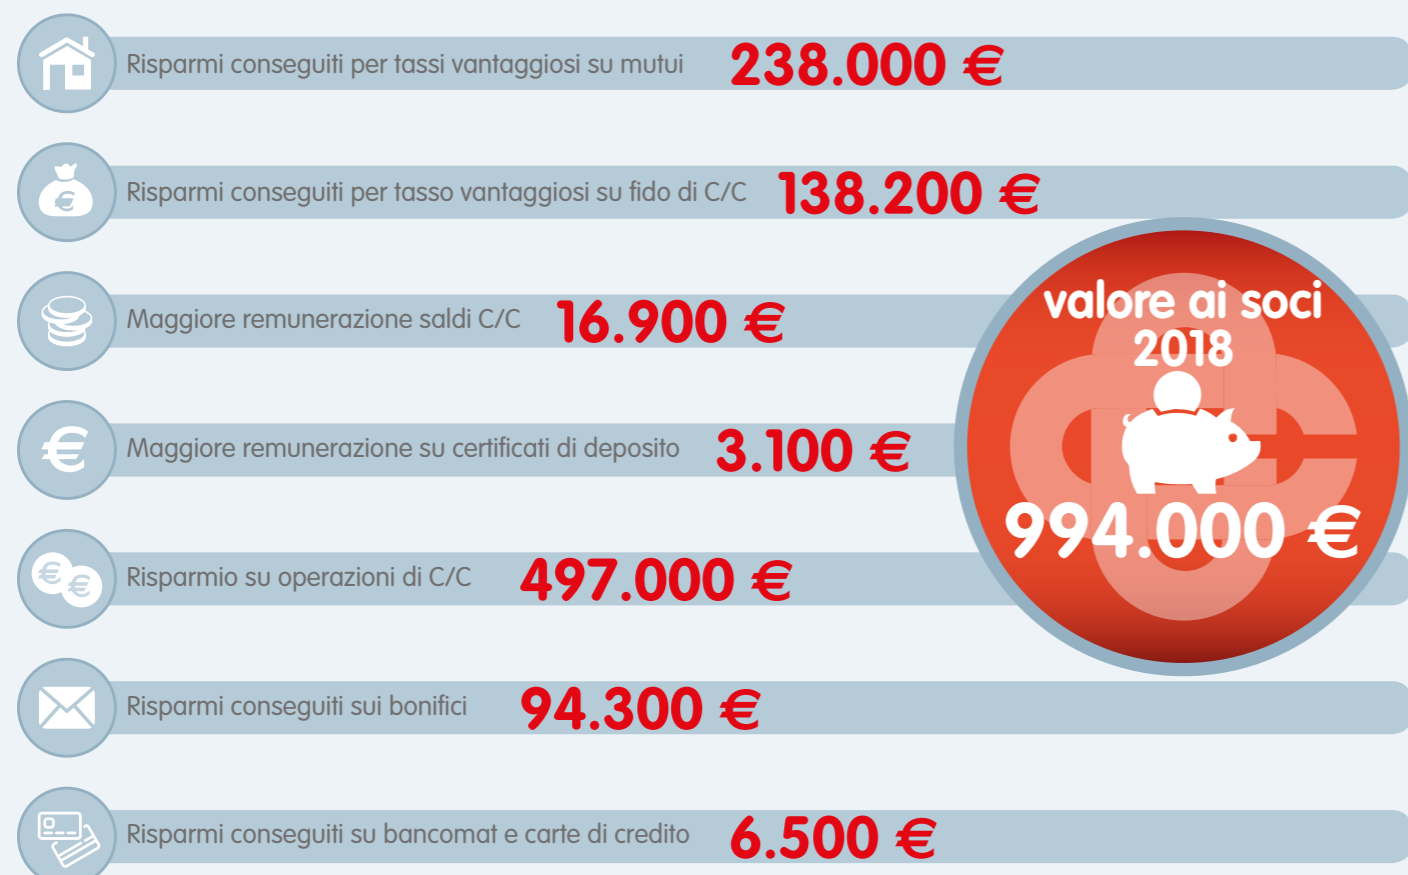 Risparmi conseguiti per tassi vantaggiosi su mutui 238.000 €
Risparmi conseguiti per tasso vantaggiosi su fido di C/C 138.200 €
Maggiore remunerazione saldi C/C 16.900 €
Maggiore remunerazione su certificati di deposito 3.100 €
Risparmio su operazioni di C/C 497.000 €
Risparmi conseguiti sui bonifici 94.300 €
Risparmi conseguiti su bancomat e carte di credito 6.500 €
valore ai soci
2018
994.000 €